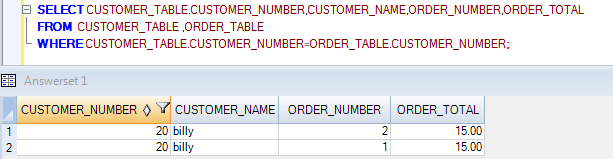 SELECT CUSTOMER_TABLE.CUSTOMER_NUMBER,CUSTOMER_NAME,ORDER_NUMBER,ORDER_TOTAL
FROM CUSTOMER_TABLE ,ORDER_TABLE
WHERE CUSTOMER_TABLE.CUSTOMER_NUMBER=ORDER_TABLE.CUSTOMER_NUMBER;
Answerset 1
CUSTOMER_NUMBER CUSTOMER_NAME ORDER_NUMBER ORDER_TOTAL
1 20 billy 2 15.00
2 20 billy 1 15.00